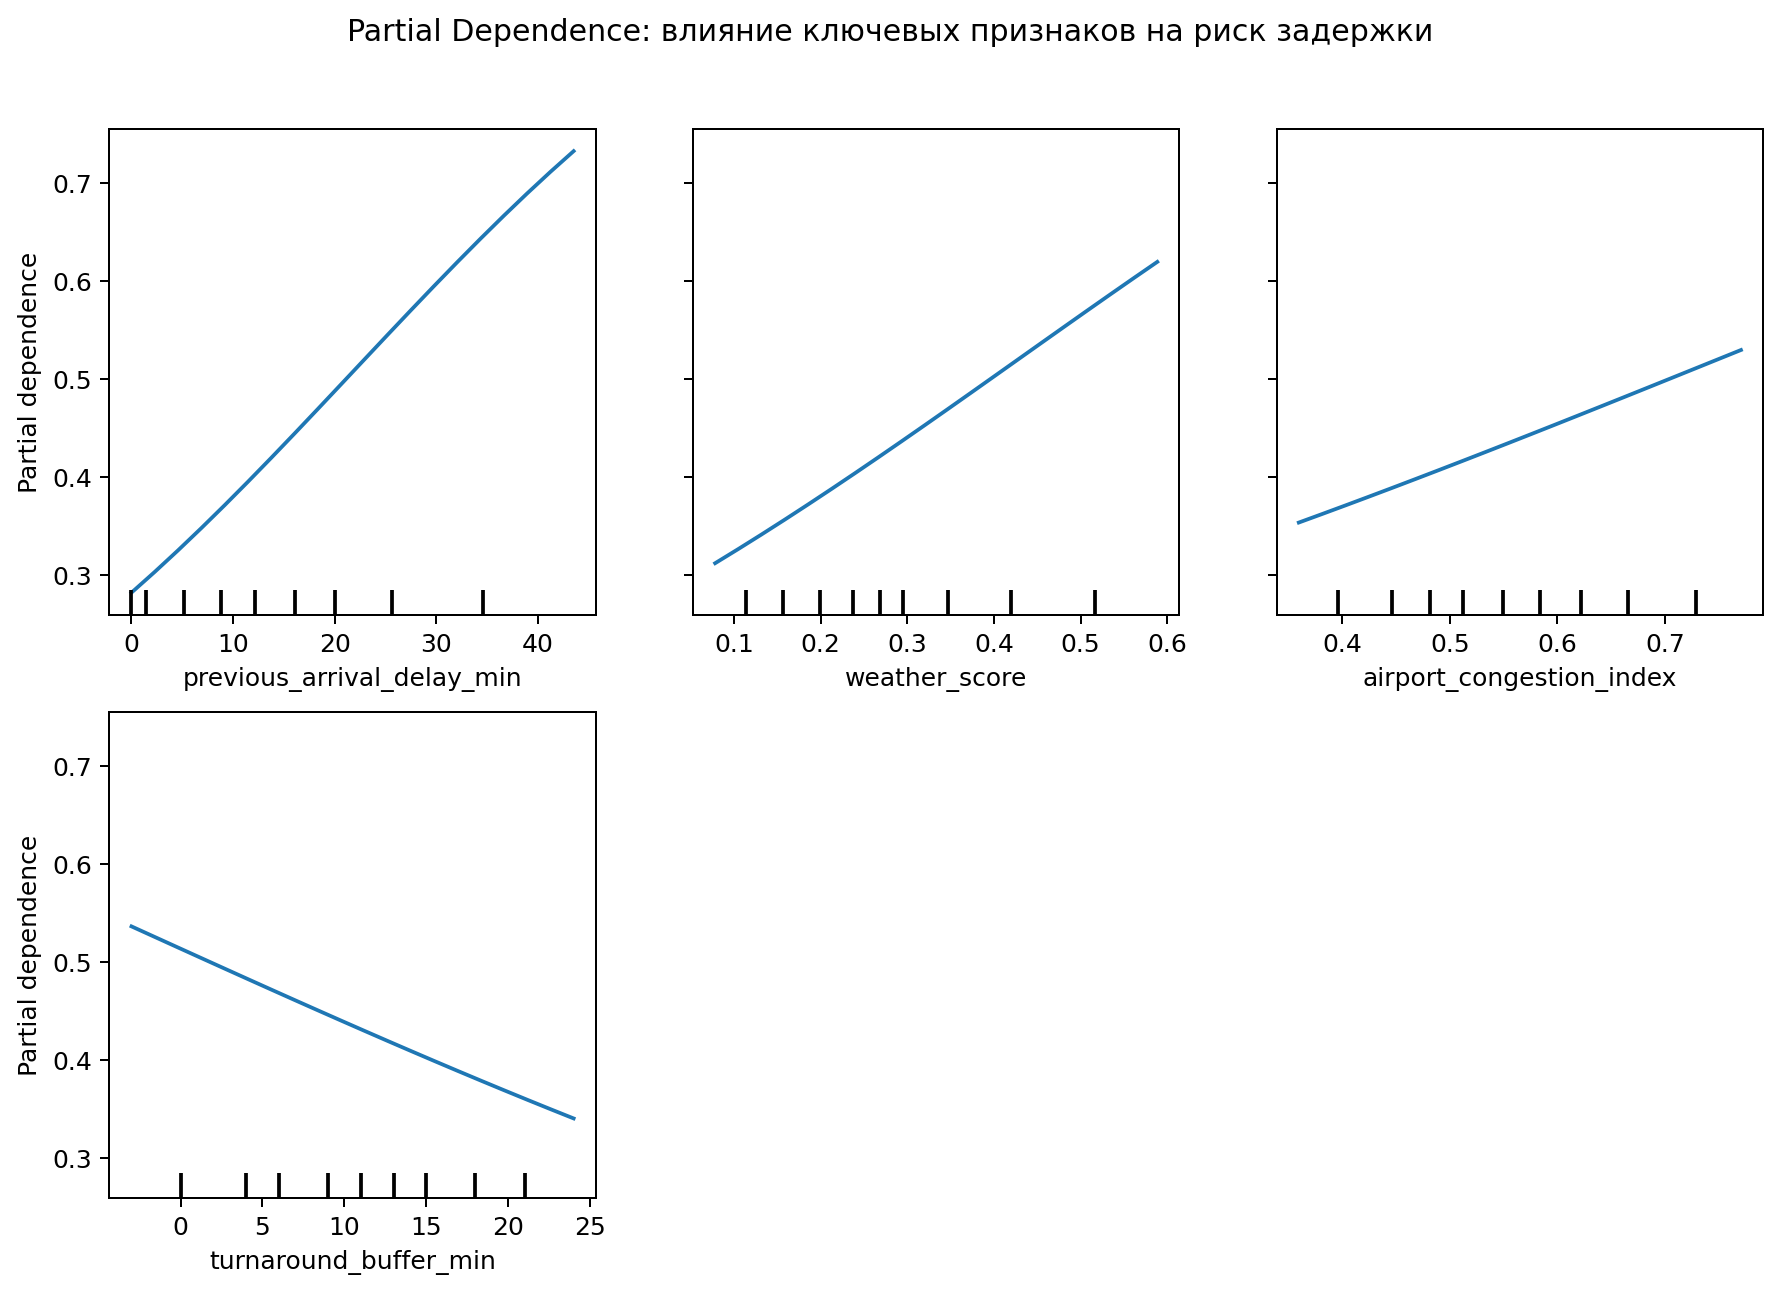 Partial Dependence: влияние ключевых признаков на риск задержки
Partial dependence
0.7
0.6
0.5
0.4
0.3
0 10 20 30 40
previous_arrival_delay_min
0.1 0.2 0.3 0.4 0.5 0.6
weather_score
0.4 0.5 0.6 0.7
airport_congestion_index
Partial dependence
0.7
0.6
0.5
0.4
0.3
0 5 10 15 20 25
turnaround_buffer_min